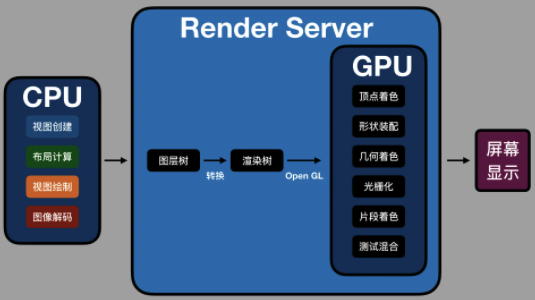 Render Server
CPU
视图创建
布局计算
视图绘制
图像解码
图层树
转换
渲染树
Open GL
GPU
顶点着色
形状装配
几何着色
光栅化
片段着色
测试混合
屏幕
显示